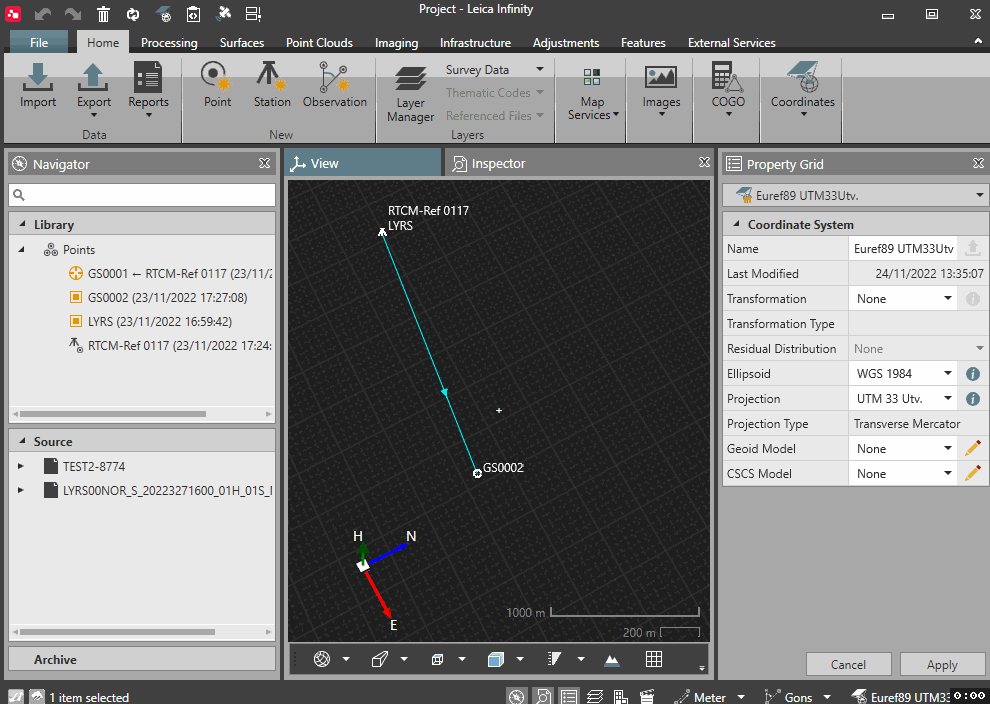 Project - Leica Infinity
File
Home
Processing
Surfaces
Point Clouds
Imaging
Infrastructure
Adjustments
Features
External Services
Import
Export
Reports
Data
Point
Station
Observation
New
Layer
Manager
Survey Data
Thematic Codes
Referenced Files
Layers
Map
Services
Images
COGO
Coordinates
Navigator
Library
Points
GS0001 ← RTCM-Ref 0117 (23/11/2
GS0002 (23/11/2022 17:27:08)
LYRS (23/11/2022 16:59:42)
RTCM-Ref 0117 (23/11/2022 17:24:
Source
TEST2-8774
LYRS00NOR_S_20223271600_01H_01S_
Archive
View
Inspector
RTCM-Ref 0117
LYRS
GS0002
H
N
E
1000 m
200 m
Property Grid
Euref89 UTM33Utv.
Coordinate System
Name
Euref89 UTM33Utv
Last Modified
24/11/2022 13:35:07
Transformation
None
Transformation Type
Residual Distribution
None
Ellipsoid
WGS 1984
Projection
UTM 33 Utv.
Projection Type
Transverse Mercator
Geoid Model
None
CSCS Model
None
Cancel
Apply
1 item selected
Meter
Gons
Euref89 UTM33
0:00